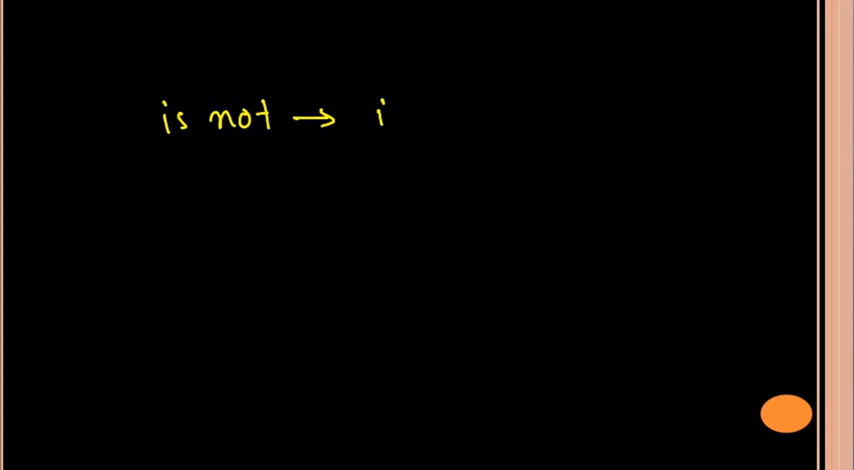 is not → i